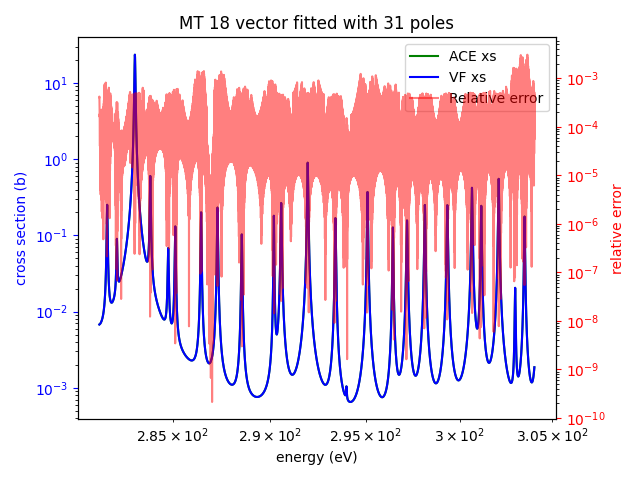 MT 18 vector fitted with 31 poles
ACE xs
VF xs
Relative error
cross section (b)
10¹
10⁰
10⁻¹
10⁻²
10⁻³
relative error
10⁻³
10⁻⁴
10⁻⁵
10⁻⁶
10⁻⁷
10⁻⁸
10⁻⁹
10⁻¹⁰
2.85 × 10² 2.9 × 10² 2.95 × 10² 3 × 10² 3.05 × 10²
energy (eV)